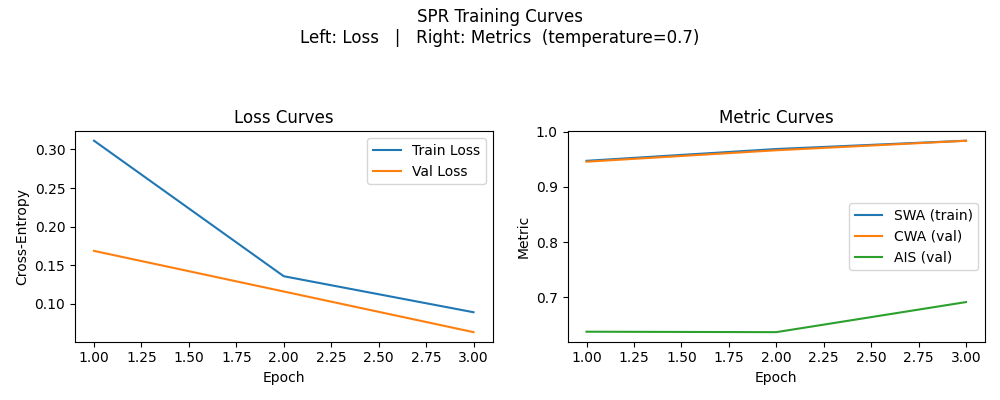 SPR Training Curves
Left: Loss | Right: Metrics (temperature=0.7)
Loss Curves
Cross-Entropy
0.30
0.25
0.20
0.15
0.10
Train Loss
Val Loss
1.00 1.25 1.50 1.75 2.00 2.25 2.50 2.75 3.00
Epoch
Metric Curves
Metric
1.0
0.9
0.8
0.7
SWA (train)
CWA (val)
AIS (val)
1.00 1.25 1.50 1.75 2.00 2.25 2.50 2.75 3.00
Epoch